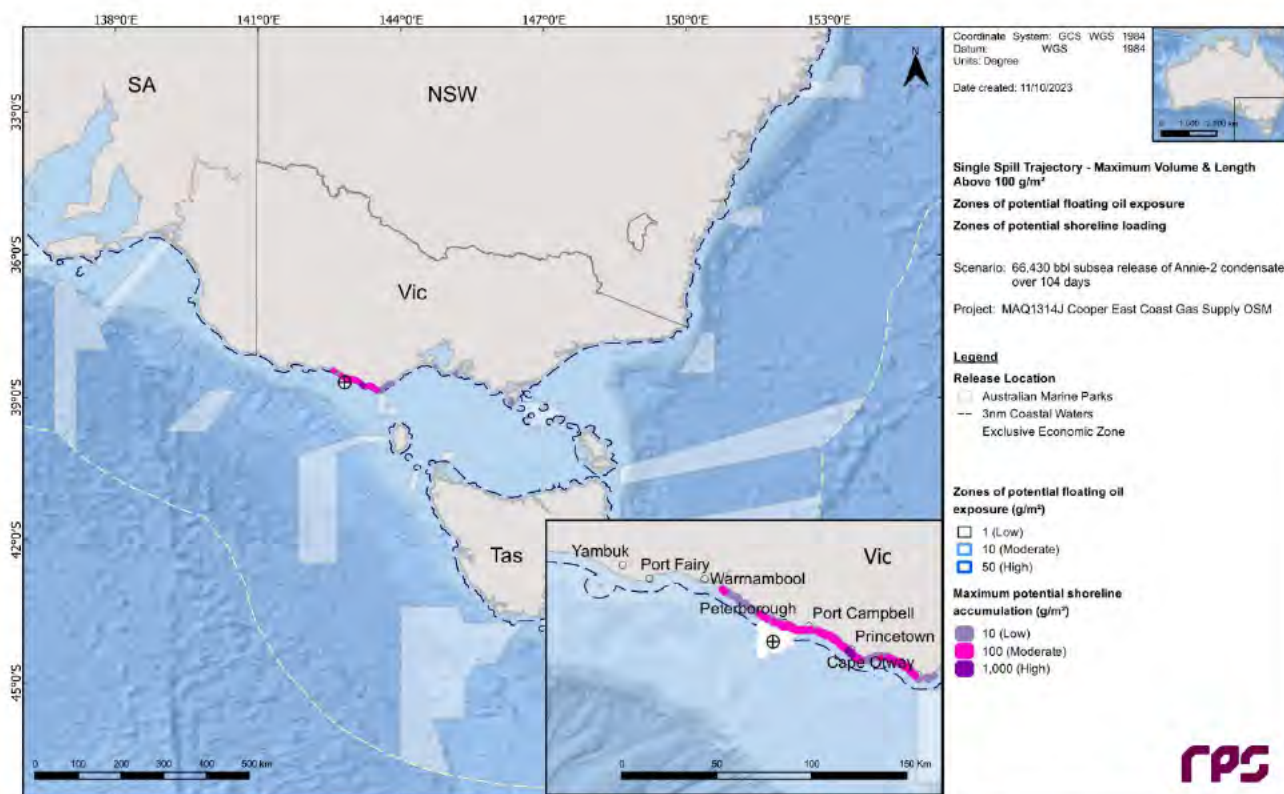 138°0'E 141°0'E 144°0'E 147°0'E 150°0'E 153°0'E
33°0'S
36°0'S
39°0'S
42°0'S
45°0'S
SA
NSW
Vic
Tas
N
0 100 200 300 400 500 Km
Yambuk
Port Fairy
Warrnambool
Vic
Peterborough
Port Campbell
Princetown
Cape Otway
0 50 100 150 Km
Coordinate System: GCS WGS 1984
Datum: WGS 1984
Units: Degree
Date created: 11/10/2023
Single Spill Trajectory - Maximum Volume & Length
Above 100 g/m²
Zones of potential floating oil exposure
Zones of potential shoreline loading
Scenario: 66,430 bbl subsea release of Annie-2 condensate
over 104 days
Project: MAQ1314J Cooper East Coast Gas Supply OSM
Legend
Release Location
Australian Marine Parks
3nm Coastal Waters
Exclusive Economic Zone
Zones of potential floating oil
exposure (g/m²)
1 (Low)
10 (Moderate)
50 (High)
Maximum potential shoreline
accumulation (g/m²)
10 (Low)
100 (Moderate)
1,000 (High)
rps